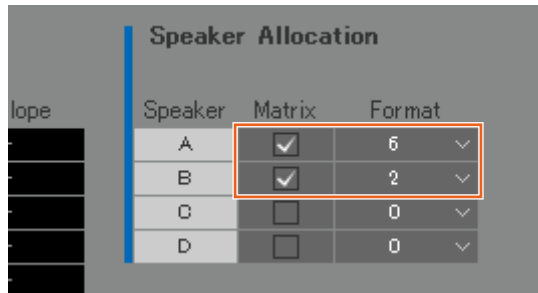 Speaker Allocation
lope Speaker Matrix Format
A 6
B 2
C 0
D 0